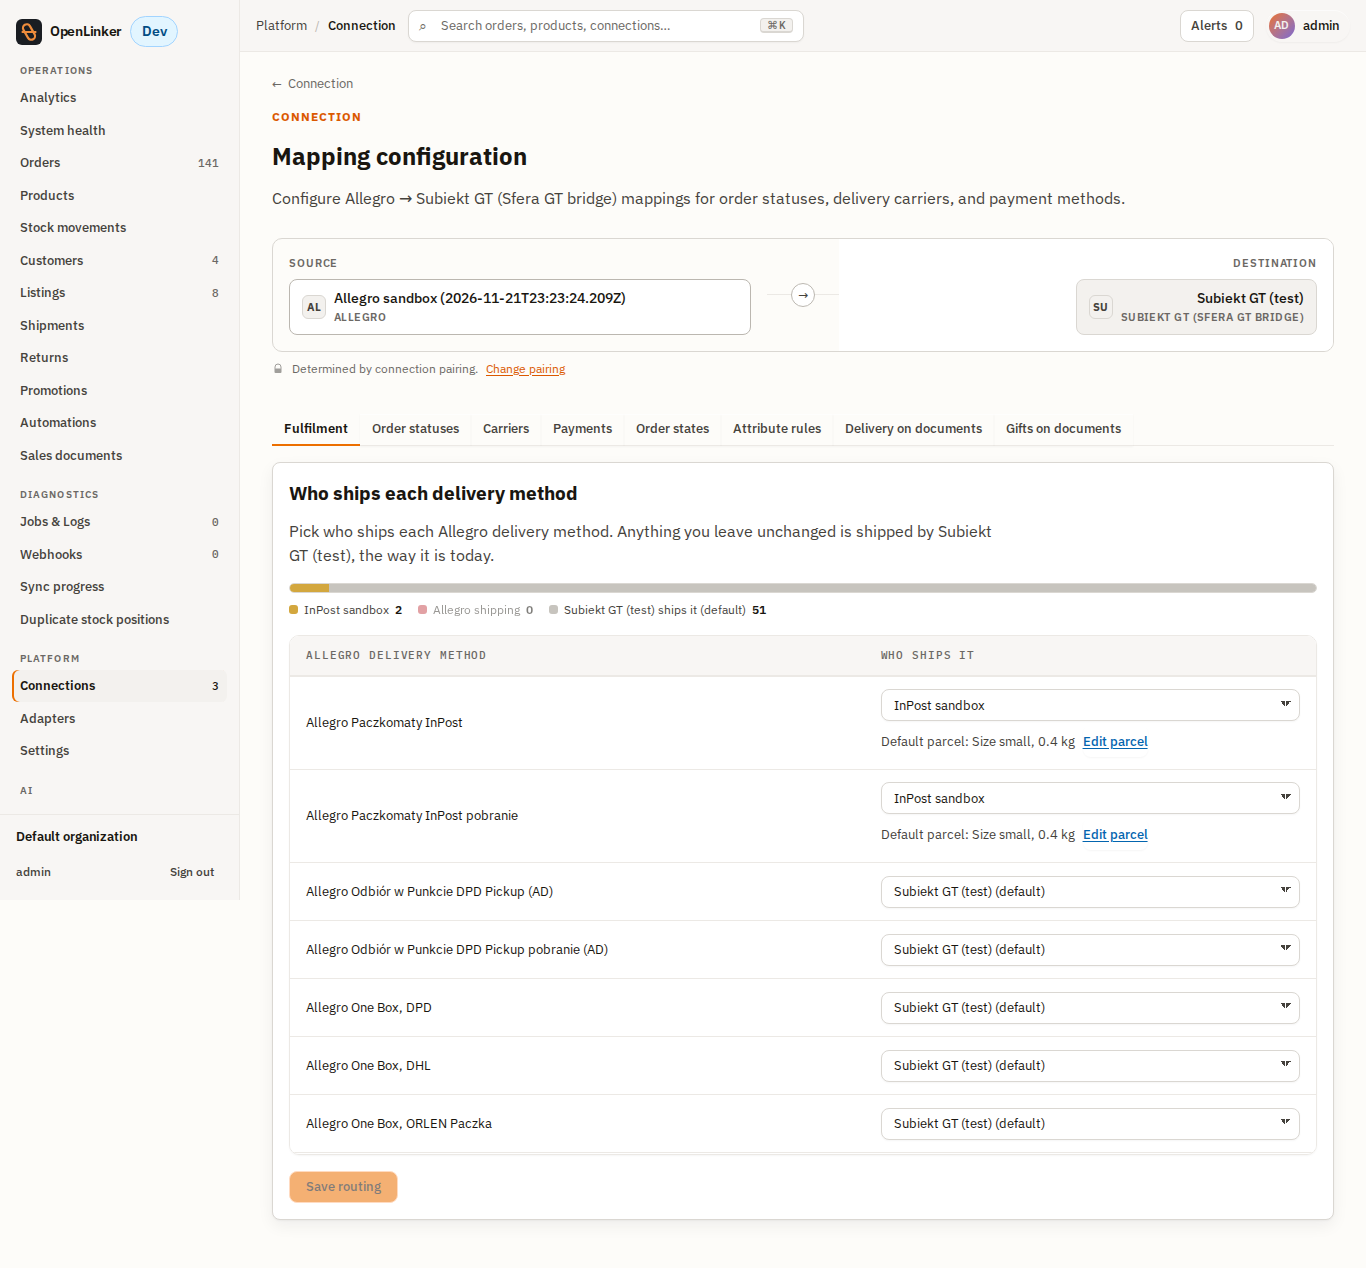 OpenLinker Dev
Platform / Connection
Search orders, products, connections... ⌘K
Alerts 0
AD admin
OPERATIONS
Analytics
System health
Orders 141
Products
Stock movements
Customers 4
Listings 8
Shipments
Returns
Promotions
Automations
Sales documents
DIAGNOSTICS
Jobs & Logs 0
Webhooks 0
Sync progress
Duplicate stock positions
PLATFORM
Connections 3
Adapters
Settings
AI
Default organization
admin Sign out
← Connection
CONNECTION
Mapping configuration
Configure Allegro → Subiekt GT (Sfera GT bridge) mappings for order statuses, delivery carriers, and payment methods.
SOURCE
AL Allegro sandbox (2026-11-21T23:23:24.209Z)
ALLEGRO
→
DESTINATION
SU Subiekt GT (test)
SUBIEKT GT (SFERA GT BRIDGE)
Determined by connection pairing. Change pairing
Fulfilment Order statuses Carriers Payments Order states Attribute rules Delivery on documents Gifts on documents
Who ships each delivery method
Pick who ships each Allegro delivery method. Anything you leave unchanged is shipped by Subiekt
GT (test), the way it is today.
InPost sandbox 2 Allegro shipping 0 Subiekt GT (test) ships it (default) 51
ALLEGRO DELIVERY METHOD WHO SHIPS IT
Allegro Paczkomaty InPost InPost sandbox
Default parcel: Size small, 0.4 kg Edit parcel
Allegro Paczkomaty InPost pobranie InPost sandbox
Default parcel: Size small, 0.4 kg Edit parcel
Allegro Odbiór w Punkcie DPD Pickup (AD) Subiekt GT (test) (default)
Allegro Odbiór w Punkcie DPD Pickup pobranie (AD) Subiekt GT (test) (default)
Allegro One Box, DPD Subiekt GT (test) (default)
Allegro One Box, DHL Subiekt GT (test) (default)
Allegro One Box, ORLEN Paczka Subiekt GT (test) (default)
Save routing